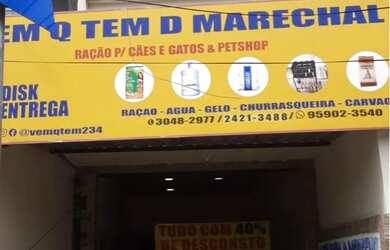 EM Q TEM D MARECHAL
RAÇÃO P/ CÃES E GATOS & PETSHOP
DISK
ENTREGA
RAÇAO - AGUA - GELO - CHURRASQUEIRA - CARVAO
3048-2977 / 2421-3488 / 95902-3540
@vemqtem234
TUDO COM 40%
DE DESCONTO